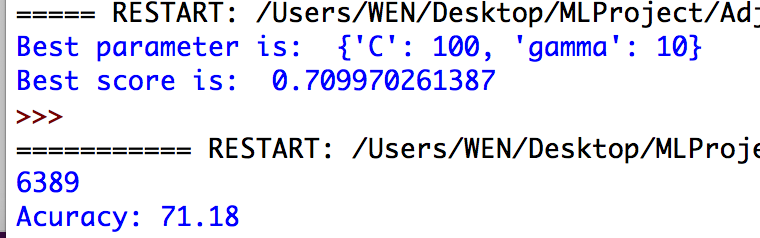 ===== RESTART: /Users/WEN/Desktop/MLProject/Adj
Best parameter is:  {'C': 100, 'gamma': 10}
Best score is:  0.709970261387
>>>
=========== RESTART: /Users/WEN/Desktop/MLProje
6389
Acuracy: 71.18